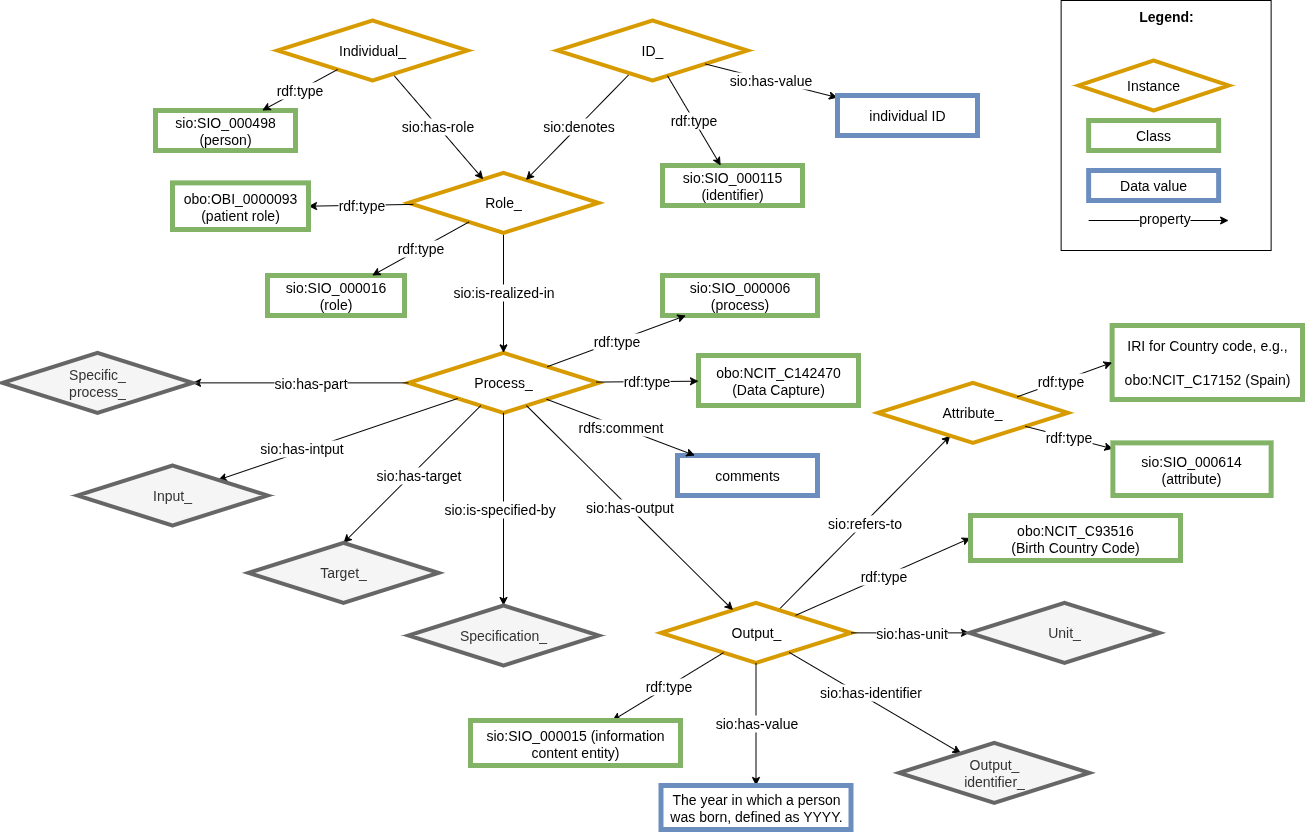 Legend:
Individual_
ID_
Instance
rdf:type
sio:has-value
individual ID
sio:SIO_000498
(person)
sio:has-role
sio:denotes
rdf:type
Class
sio:SIO_000115
(identifier)
Data value
property
obo:OBI_0000093
(patient role)
rdf:type
Role_
rdf:type
sio:SIO_000016
(role)
sio:is-realized-in
sio:SIO_000006
(process)
rdf:type
Specific_
process_
sio:has-part
Process_
rdf:type
obo:NCIT_C142470
(Data Capture)
IRI for Country code, e.g.,
obo:NCIT_C17152 (Spain)
rdf:type
Attribute_
rdf:type
sio:SIO_000614
(attribute)
rdfs:comment
comments
sio:has-intput
Input_
sio:has-target
Target_
sio:is-specified-by
Specification_
sio:has-output
sio:refers-to
obo:NCIT_C93516
(Birth Country Code)
rdf:type
Output_
sio:has-unit
Unit_
rdf:type
sio:SIO_000015 (information
content entity)
sio:has-value
The year in which a person
was born, defined as YYYY.
sio:has-identifier
Output_
identifier_